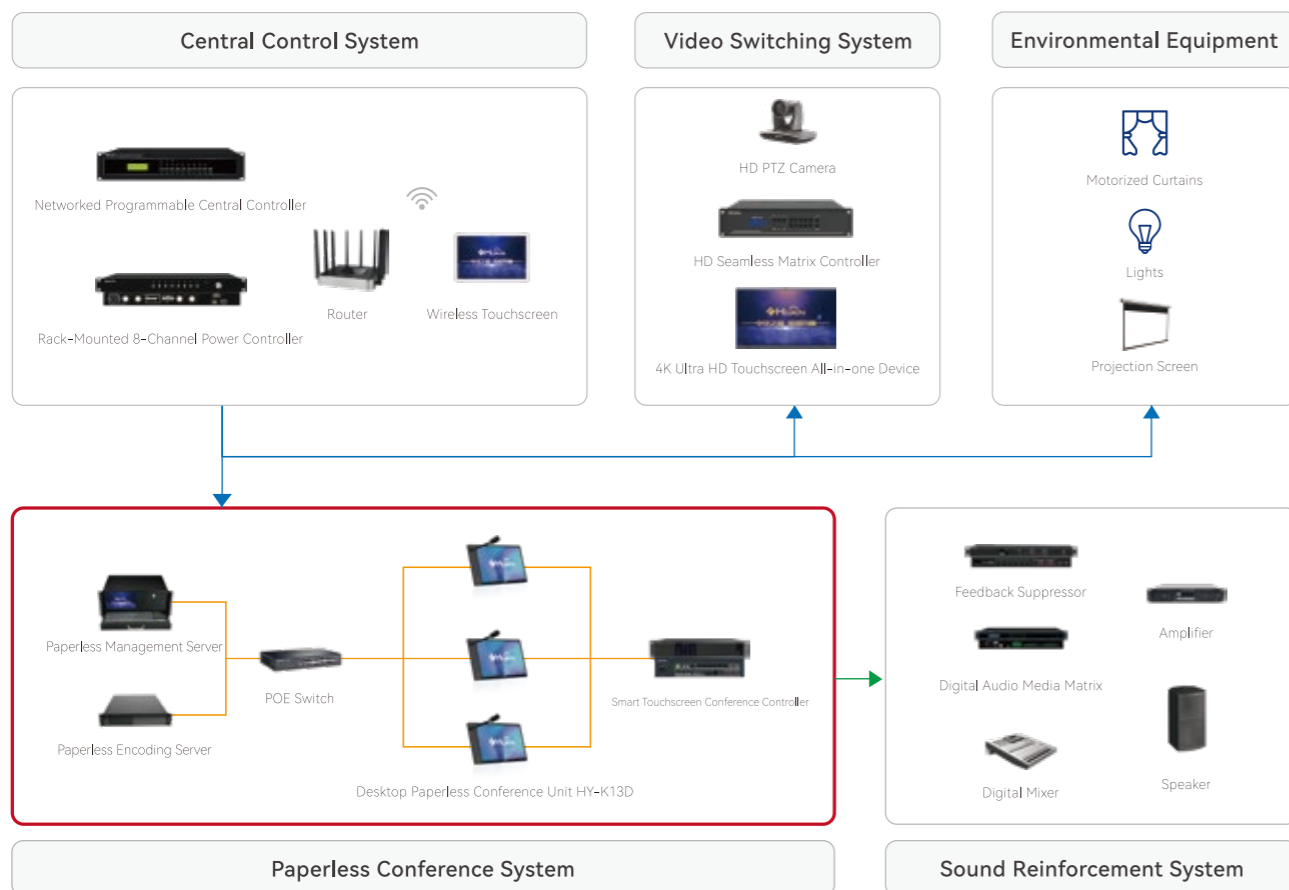 Central Control System
Video Switching System
Environmental Equipment
Networked Programmable Central Controller
Rack-Mounted 8-Channel Power Controller
Router
Wireless Touchscreen
HD PTZ Camera
HD Seamless Matrix Controller
4K Ultra HD Touchscreen All-in-one Device
Motorized Curtains
Lights
Projection Screen
Paperless Management Server
Paperless Encoding Server
POE Switch
Desktop Paperless Conference Unit HY-K13D
Smart Touchscreen Conference Controller
Feedback Suppressor
Amplifier
Digital Audio Media Matrix
Digital Mixer
Speaker
Paperless Conference System
Sound Reinforcement System